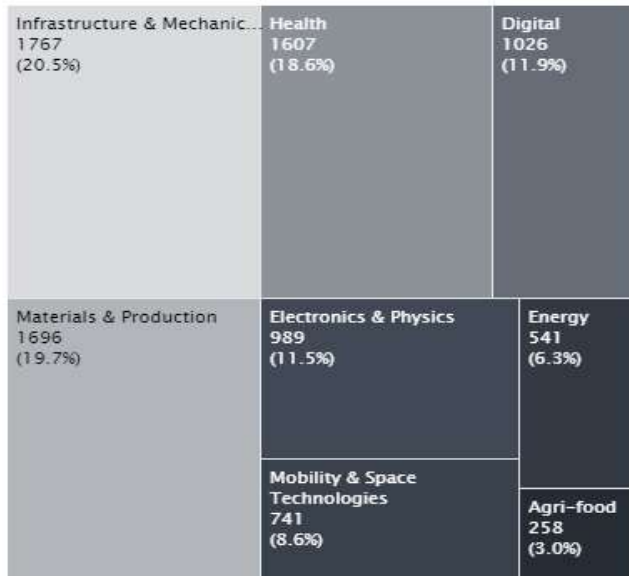 Infrastructure & Mechanic...
1767
(20.5%)
Health
1607
(18.6%)
Digital
1026
(11.9%)
Materials & Production
1696
(19.7%)
Electronics & Physics
989
(11.5%)
Energy
541
(6.3%)
Mobility & Space
Technologies
741
(8.6%)
Agri-food
258
(3.0%)